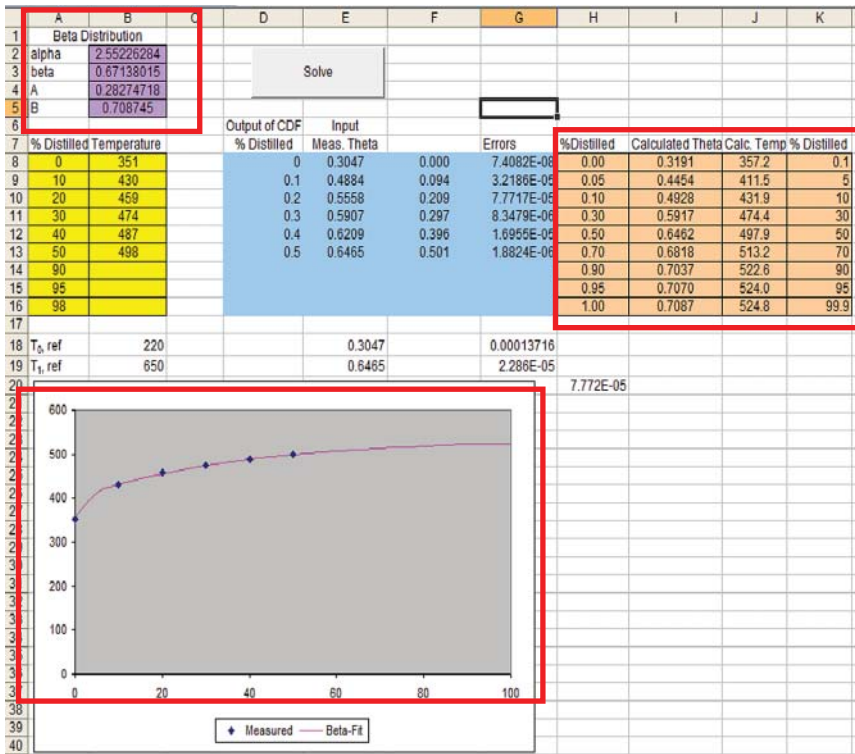 A B C D E F G H I J K
1 Beta Distribution
2 alpha 2.55226284
3 beta 0.67138015 Solve
4 A 0.28274718
5 B 0.708745
6 Output of CDF Input
7 % Distilled Temperature % Distilled Meas. Theta Errors %Distilled Calculated Theta Calc. Temp % Distilled
8 0 351 0 0.3047 0.000 7.4082E-08 0.00 0.3191 357.2 0.1
9 10 430 0.1 0.4884 0.094 3.2186E-05 0.05 0.4454 411.5 5
10 20 459 0.2 0.5558 0.209 7.7717E-05 0.10 0.4928 431.9 10
11 30 474 0.3 0.5907 0.297 8.3479E-06 0.30 0.5917 474.4 30
12 40 487 0.4 0.6209 0.396 1.6955E-05 0.50 0.6462 497.9 50
13 50 498 0.5 0.6465 0.501 1.8824E-06 0.70 0.6818 513.2 70
14 90 0.90 0.7037 522.6 90
15 95 0.95 0.7070 524.0 95
16 98 1.00 0.7087 524.8 99.9
17
18 T₀, ref 220 0.3047 0.00013716
19 T₁, ref 650 0.6465 2.286E-05
20 7.772E-05
600
500
400
300
200
100
0
0 20 40 60 80 100
38
39 Measured Beta-Fit
40